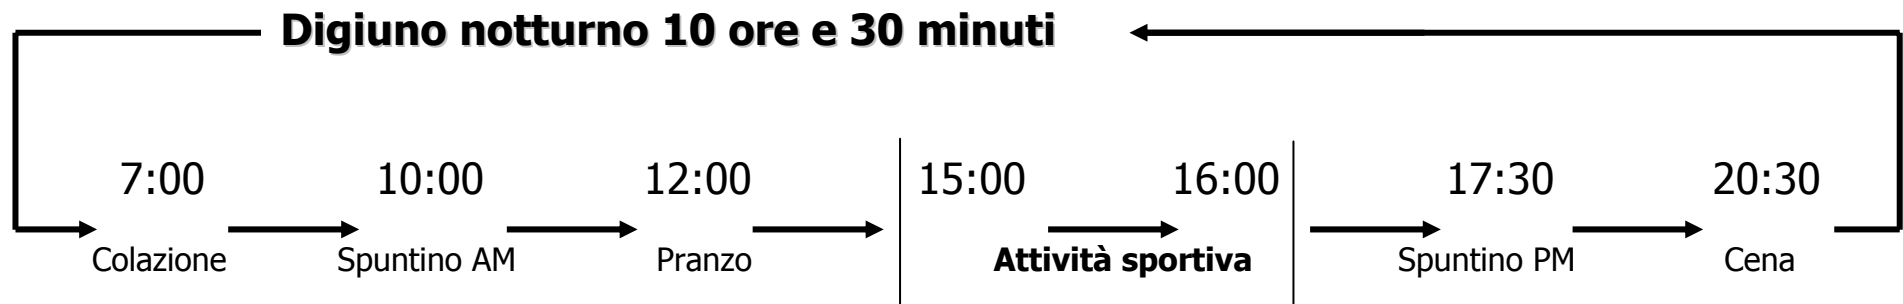 Digiuno notturno 10 ore e 30 minuti
7:00 10:00 12:00 15:00 16:00 17:30 20:30
Colazione Spuntino AM Pranzo Attività sportiva Spuntino PM Cena